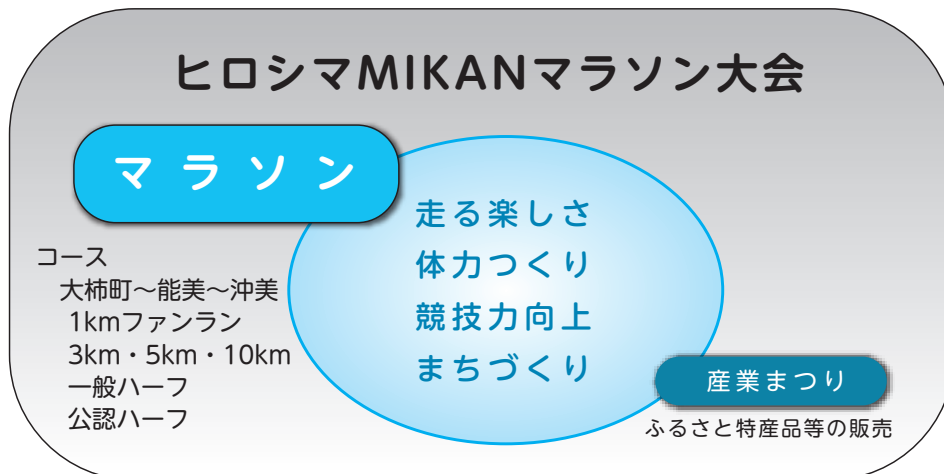 ヒロシマMIKANマラソン大会
マラソン
コース
大柿町〜能美〜沖美
1kmファンラン
3km・5km・10km
一般ハーフ
公認ハーフ
走る楽しさ
体力つくり
競技力向上
まちづくり
産業まつり
ふるさと特産品等の販売